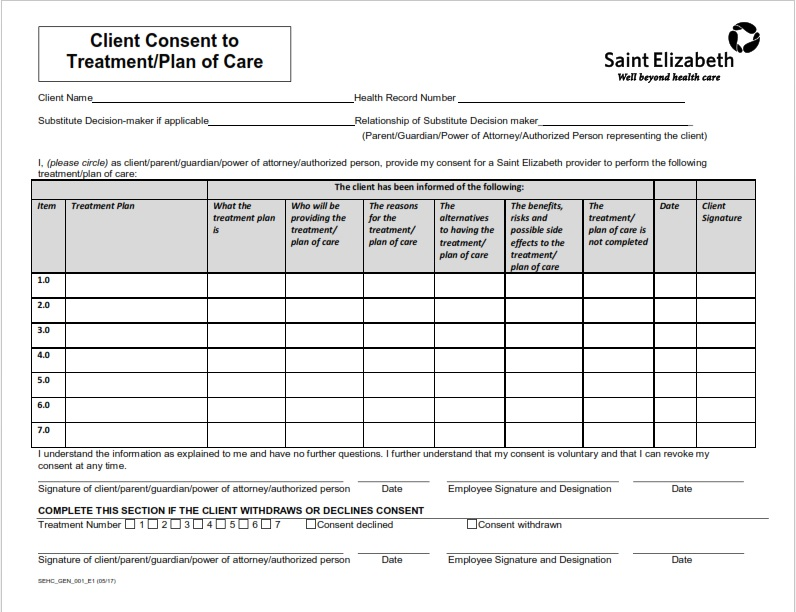 Client Consent to
Treatment/Plan of Care
Saint Elizabeth
Well beyond health care
Client Name Health Record Number
Substitute Decision-maker if applicable Relationship of Substitute Decision maker
(Parent/Guardian/Power of Attorney/Authorized Person representing the client)
I, (please circle) as client/parent/guardian/power of attorney/authorized person, provide my consent for a Saint Elizabeth provider to perform the following
treatment/plan of care:
The client has been informed of the following:
Item Treatment Plan What the treatment plan is Who will be providing the treatment/ plan of care The reasons for the treatment/ plan of care The alternatives to having the treatment/ plan of care The benefits, risks and possible side effects to the treatment/ plan of care The treatment/ plan of care is not completed Date Client Signature
1.0
2.0
3.0
4.0
5.0
6.0
7.0
I understand the information as explained to me and have no further questions. I further understand that my consent is voluntary and that I can revoke my
consent at any time.
Signature of client/parent/guardian/power of attorney/authorized person Date Employee Signature and Designation Date
COMPLETE THIS SECTION IF THE CLIENT WITHDRAWS OR DECLINES CONSENT
Treatment Number ☐ 1 ☐ 2 ☐ 3 ☐ 4 ☐ 5 ☐ 6 ☐ 7 ☐Consent declined ☐Consent withdrawn
Signature of client/parent/guardian/power of attorney/authorized person Date Employee Signature and Designation Date
SEHC_GEN_001_E1 (05/17)